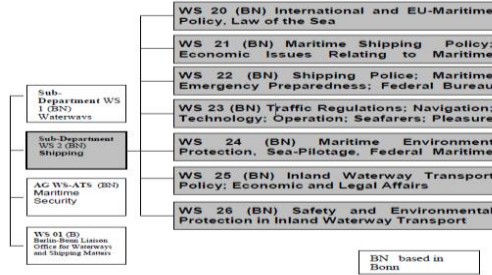 WS 20 (BN) International and EU-Maritime
Policy, Law of the Sea
WS 21 (BN) Maritime Shipping Policy;
Economic Issues Relating to Maritime
WS 22 (BN) Shipping Police; Maritime
Emergency Preparedness; Federal Bureau
WS 23 (BN) Traffic Regulations; Navigation;
Technology; Operation; Seafarers; Pleasure
WS 24 (BN) Maritime Environment
Protection, Sea-Pilotage, Federal Maritime
WS 25 (BN) Inland Waterway Transport
Policy; Economic and Legal Affairs
WS 26 (BN) Safety and Environmental
Protection in Inland Waterway Transport
Sub-
Department WS
1 (BN)
Waterways
Sub-Department
WS 2 (BN)
Shipping
AG WS-ATS (BN)
Maritime
Security
WS 01 (B)
Berlin-Bonn Liaison
Office for Waterways
and Shipping Matters
BN based in
Bonn